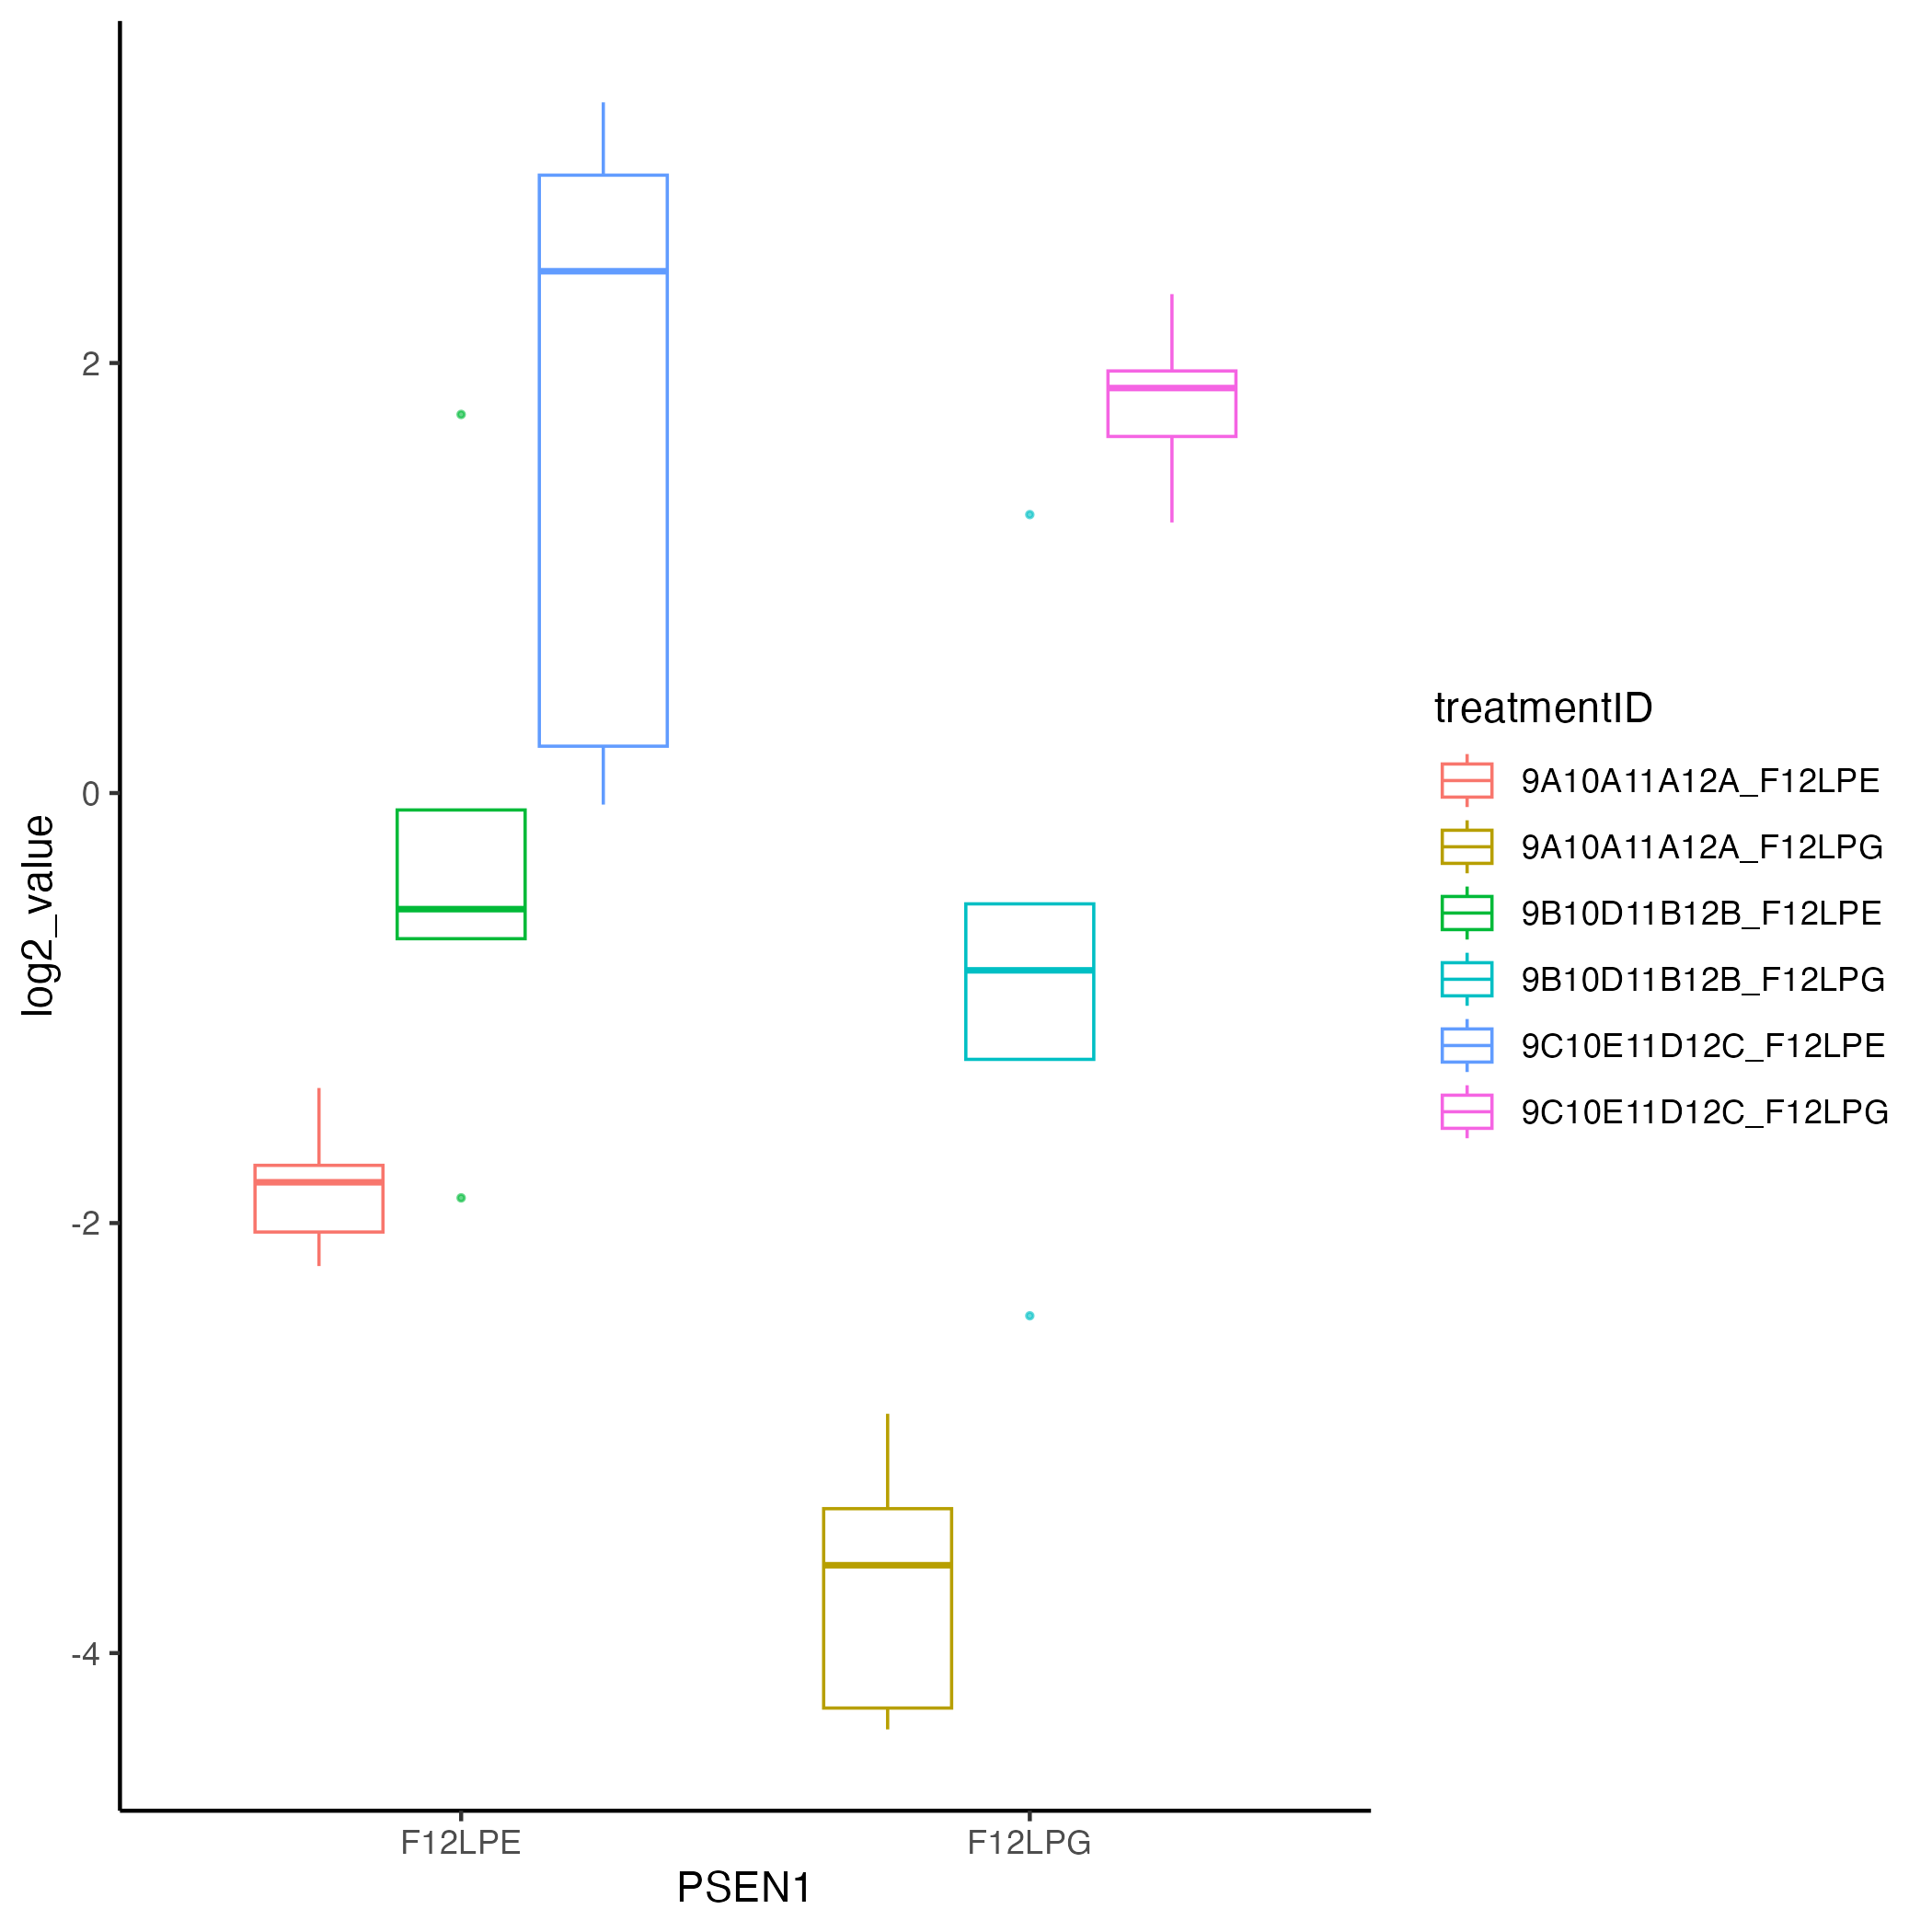 log2_value
2
0
-2
-4
F12LPE
F12LPG
PSEN1
treatmentID
9A10A11A12A_F12LPE
9A10A11A12A_F12LPG
9B10D11B12B_F12LPE
9B10D11B12B_F12LPG
9C10E11D12C_F12LPE
9C10E11D12C_F12LPG